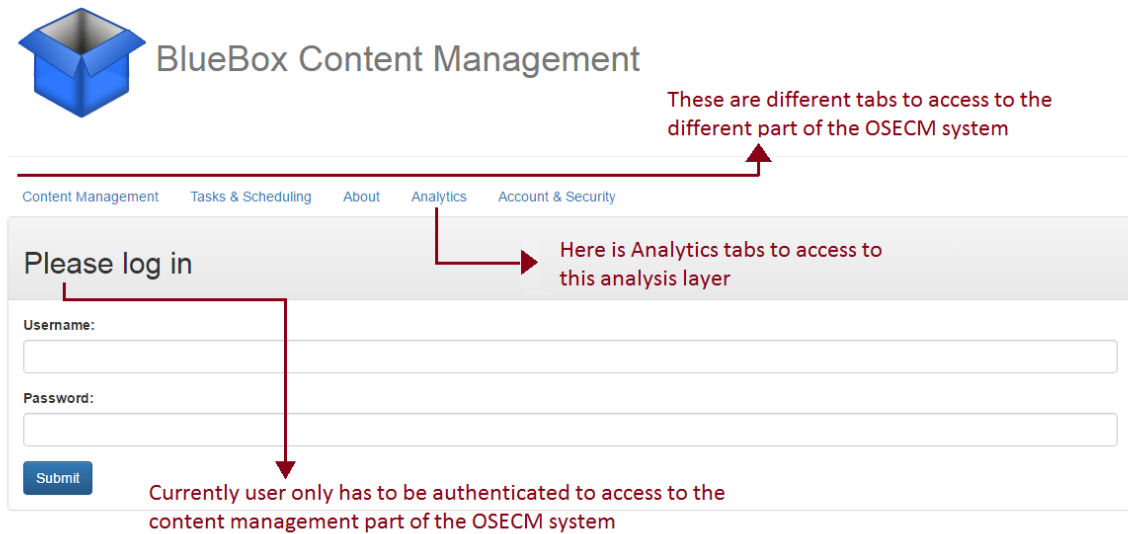 BlueBox Content Management
These are different tabs to access to the
different part of the OSECM system
Content Management Tasks & Scheduling About Analytics Account & Security
Here is Analytics tabs to access to
this analysis layer
Please log in
Username:
Password:
Submit
Currently user only has to be authenticated to access to the
content management part of the OSECM system